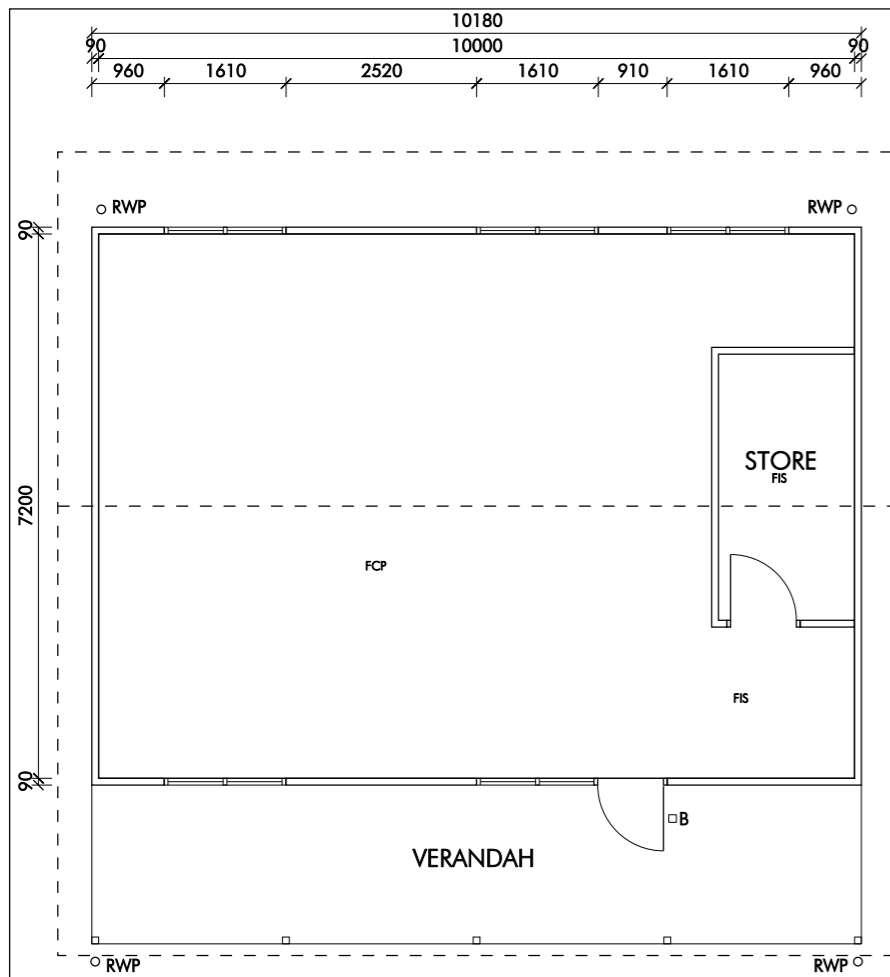 10180
90 10000 90
960 1610 2520 1610 910 1610 960
RWP RWP
90
STORE
FIS
7200
FCP
FIS
90
B
VERANDAH
RWP RWP